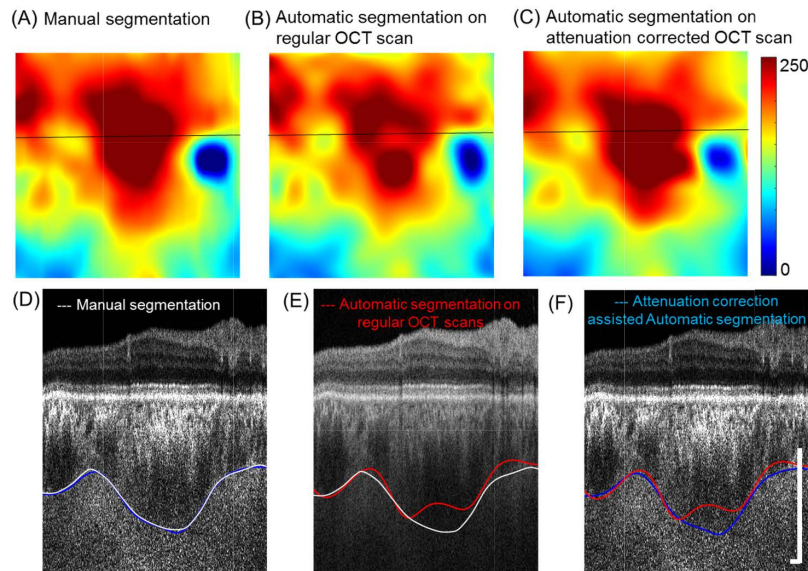 (A) Manual segmentation
(B) Automatic segmentation on
regular OCT scan
(C) Automatic segmentation on
attenuation corrected OCT scan
250
0
(D)
--- Manual segmentation
(E)
--- Automatic segmentation on
regular OCT scans
(F)
--- Attenuation correction
assisted Automatic segmentation